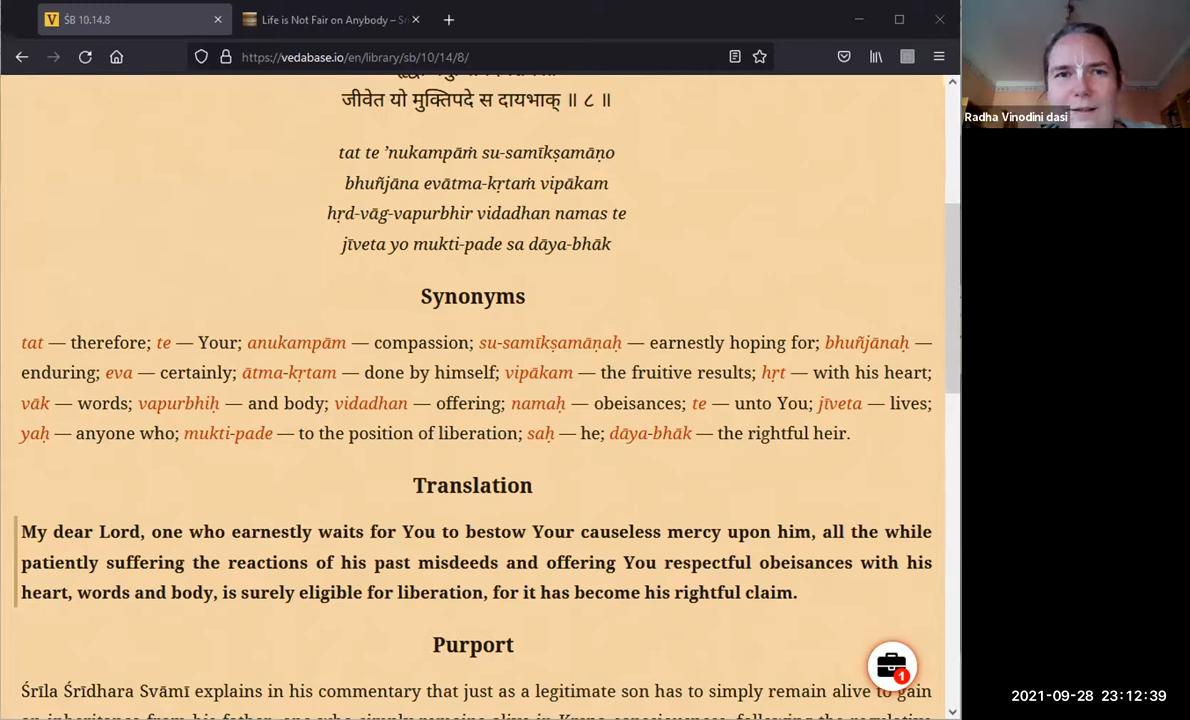 ŚB 10.14.8
Life is Not Fair on Anybody ~ S
https://vedabase.io/en/library/sb/10/14/8/
Radha Vinodini dasi
जीवेत यो मुक्तिपदे स दायभाक् ॥ ८ ॥
tat te ’nukampāṁ su-samīkṣamāṇo
bhuñjāna evātma-kṛtaṁ vipākam
hṛd-vāg-vapurbhir vidadhan namas te
jīveta yo mukti-pade sa dāya-bhāk
Synonyms
tat — therefore; te — Your; anukampām — compassion; su-samīkṣamāṇaḥ — earnestly hoping for; bhuñjānaḥ —
enduring; eva — certainly; ātma-kṛtam — done by himself; vipākam — the fruitive results; hṛt — with his heart;
vāk — words; vapurbhiḥ — and body; vidadhan — offering; namaḥ — obeisances; te — unto You; jīveta — lives;
yaḥ — anyone who; mukti-pade — to the position of liberation; saḥ — he; dāya-bhāk — the rightful heir.
Translation
My dear Lord, one who earnestly waits for You to bestow Your causeless mercy upon him, all the while
patiently suffering the reactions of his past misdeeds and offering You respectful obeisances with his
heart, words and body, is surely eligible for liberation, for it has become his rightful claim.
Purport
1
Śrīla Śrīdhara Svāmī explains in his commentary that just as a legitimate son has to simply remain alive to gain
2021-09-28 23:12:39